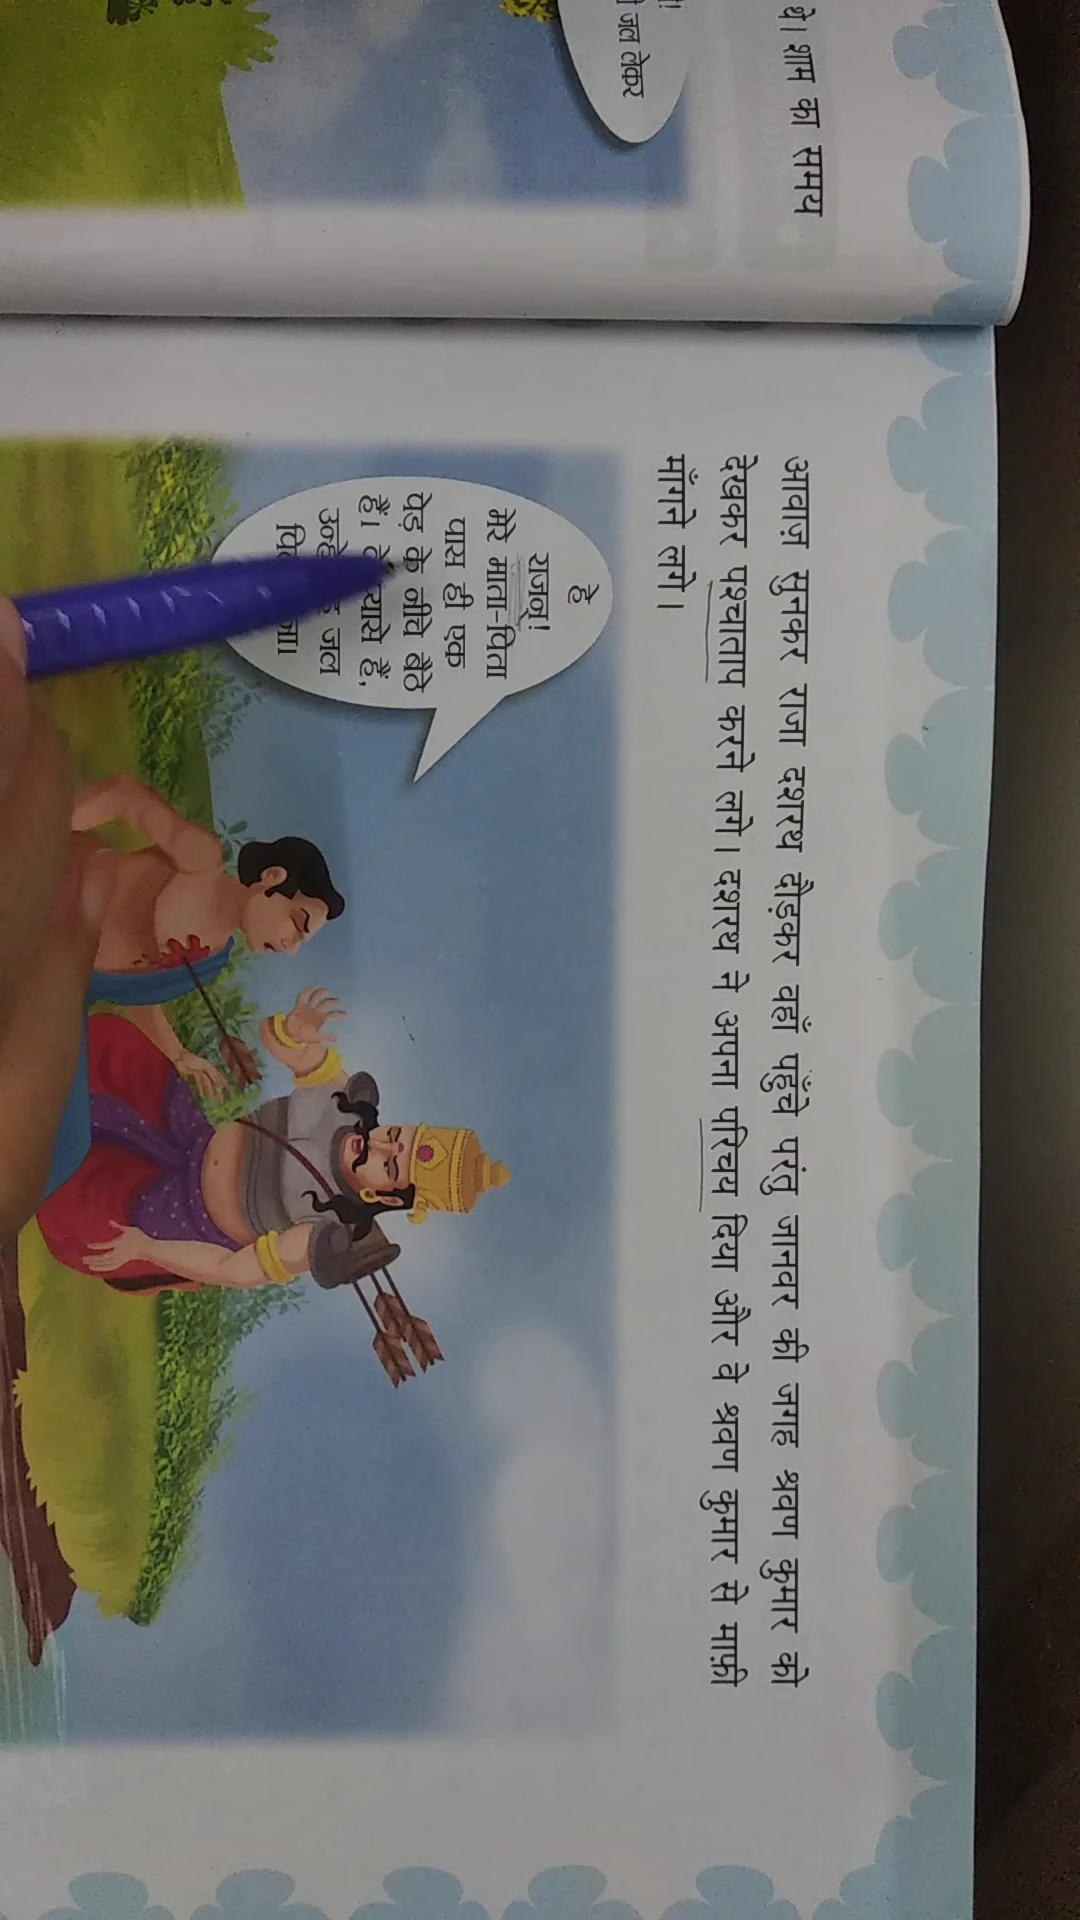 थे। शाम का समय
जल लेकर
आवाज़ सुनकर राजा दशरथ दौड़कर वहाँ पहुँचे परंतु जानवर की जगह श्रवण कुमार को
देखकर पश्चाताप करने लगे। दशरथ ने अपना परिचय दिया और वे श्रवण कुमार से माफ़ी
माँगने लगे।
हे
राजन्!
मेरे माता-पिता
पास ही एक
पेड़ के नीचे बैठे
हैं। प्यासे हैं,
जल